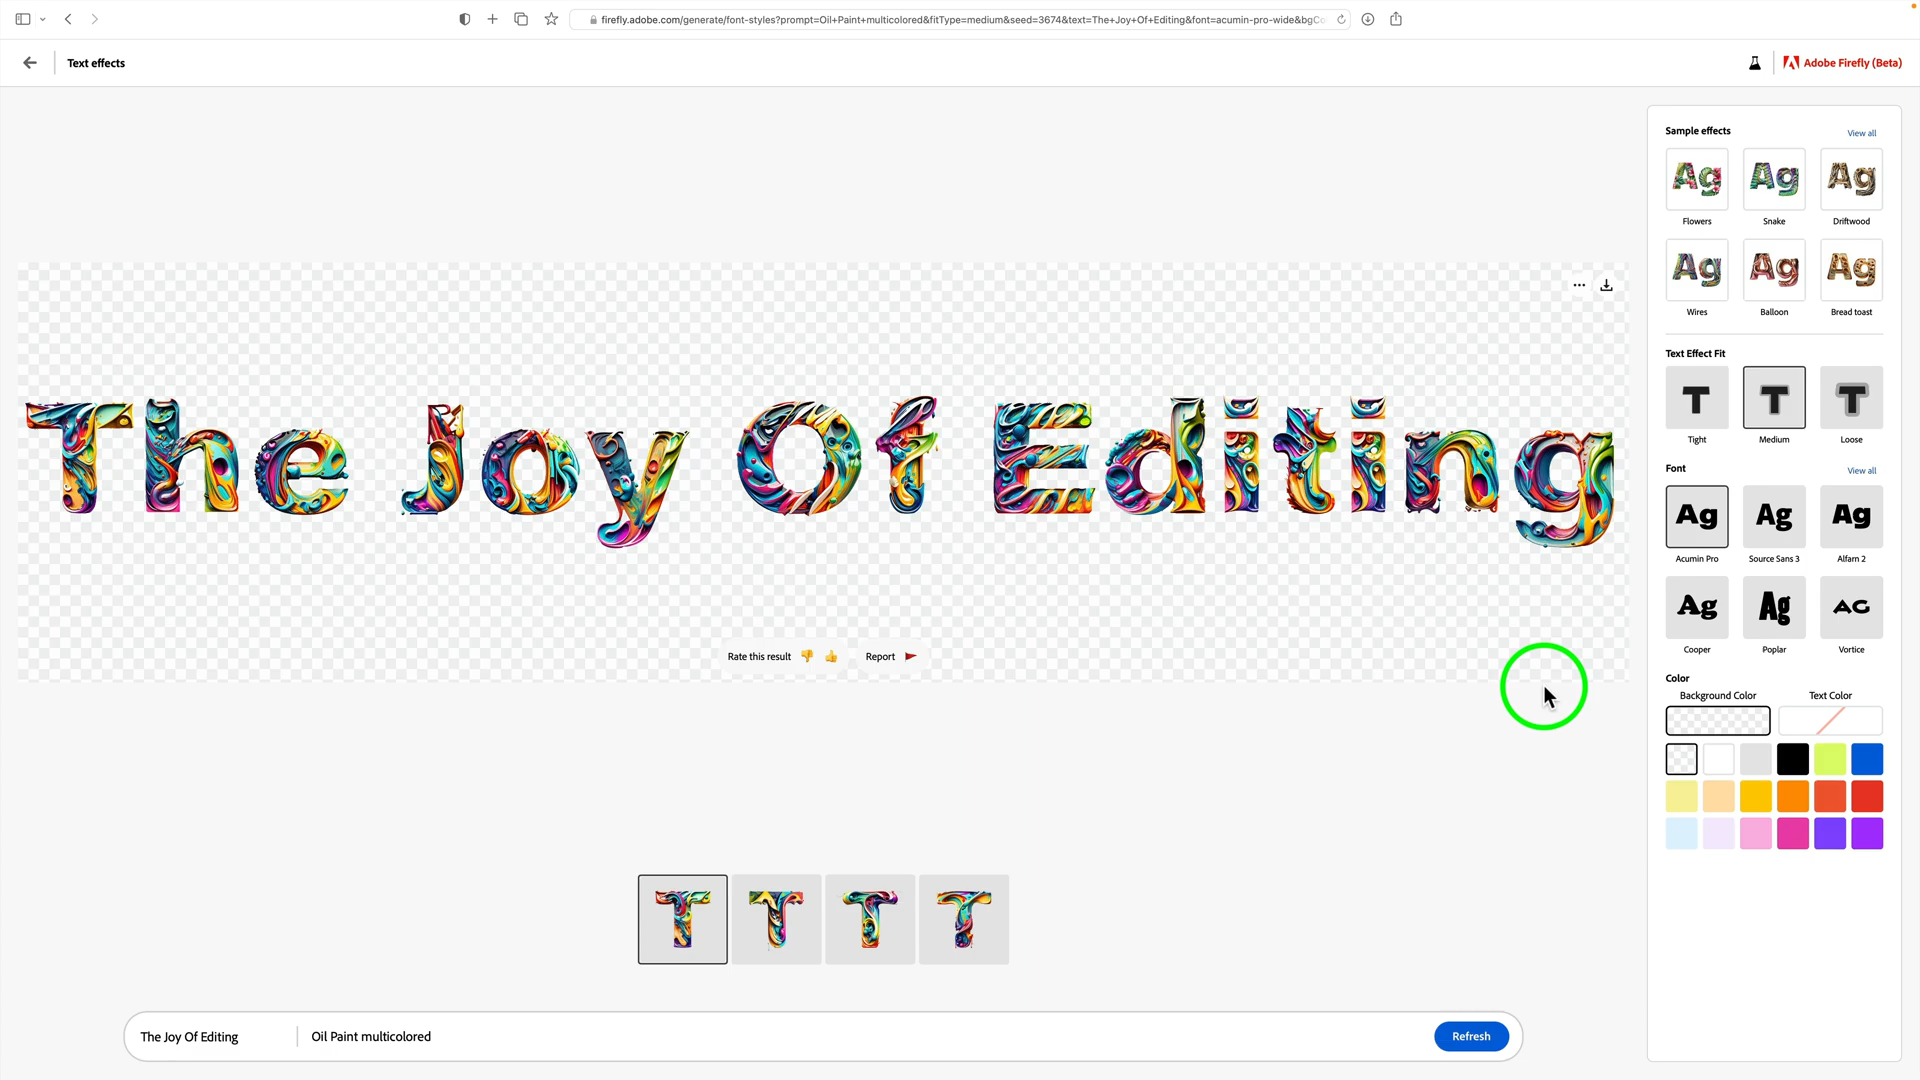 firefly.adobe.com/generate/font-styles?prompt=Oil+Paint+multicolored&fitType=medium&seed=3674&text=The+Joy+Of+Editing&font=acumin-pro-wide&bgCo
Text effects
Adobe Firefly (Beta)
Sample effects
View all
Ag Ag Ag
Flowers Snake Driftwood
Ag Ag Ag
Wires Balloon Bread toast
The Joy Of Editing
Rate this result
Report
Text Effect Fit
T T T
Tight Medium Loose
Font
View all
Ag Ag Ag
Acumin Pro Source Sans 3 Alfarn 2
Ag Ag AG
Cooper Poplar Vortice
Color
Background Color Text Color
T T T T
The Joy Of Editing
Oil Paint multicolored
Refresh